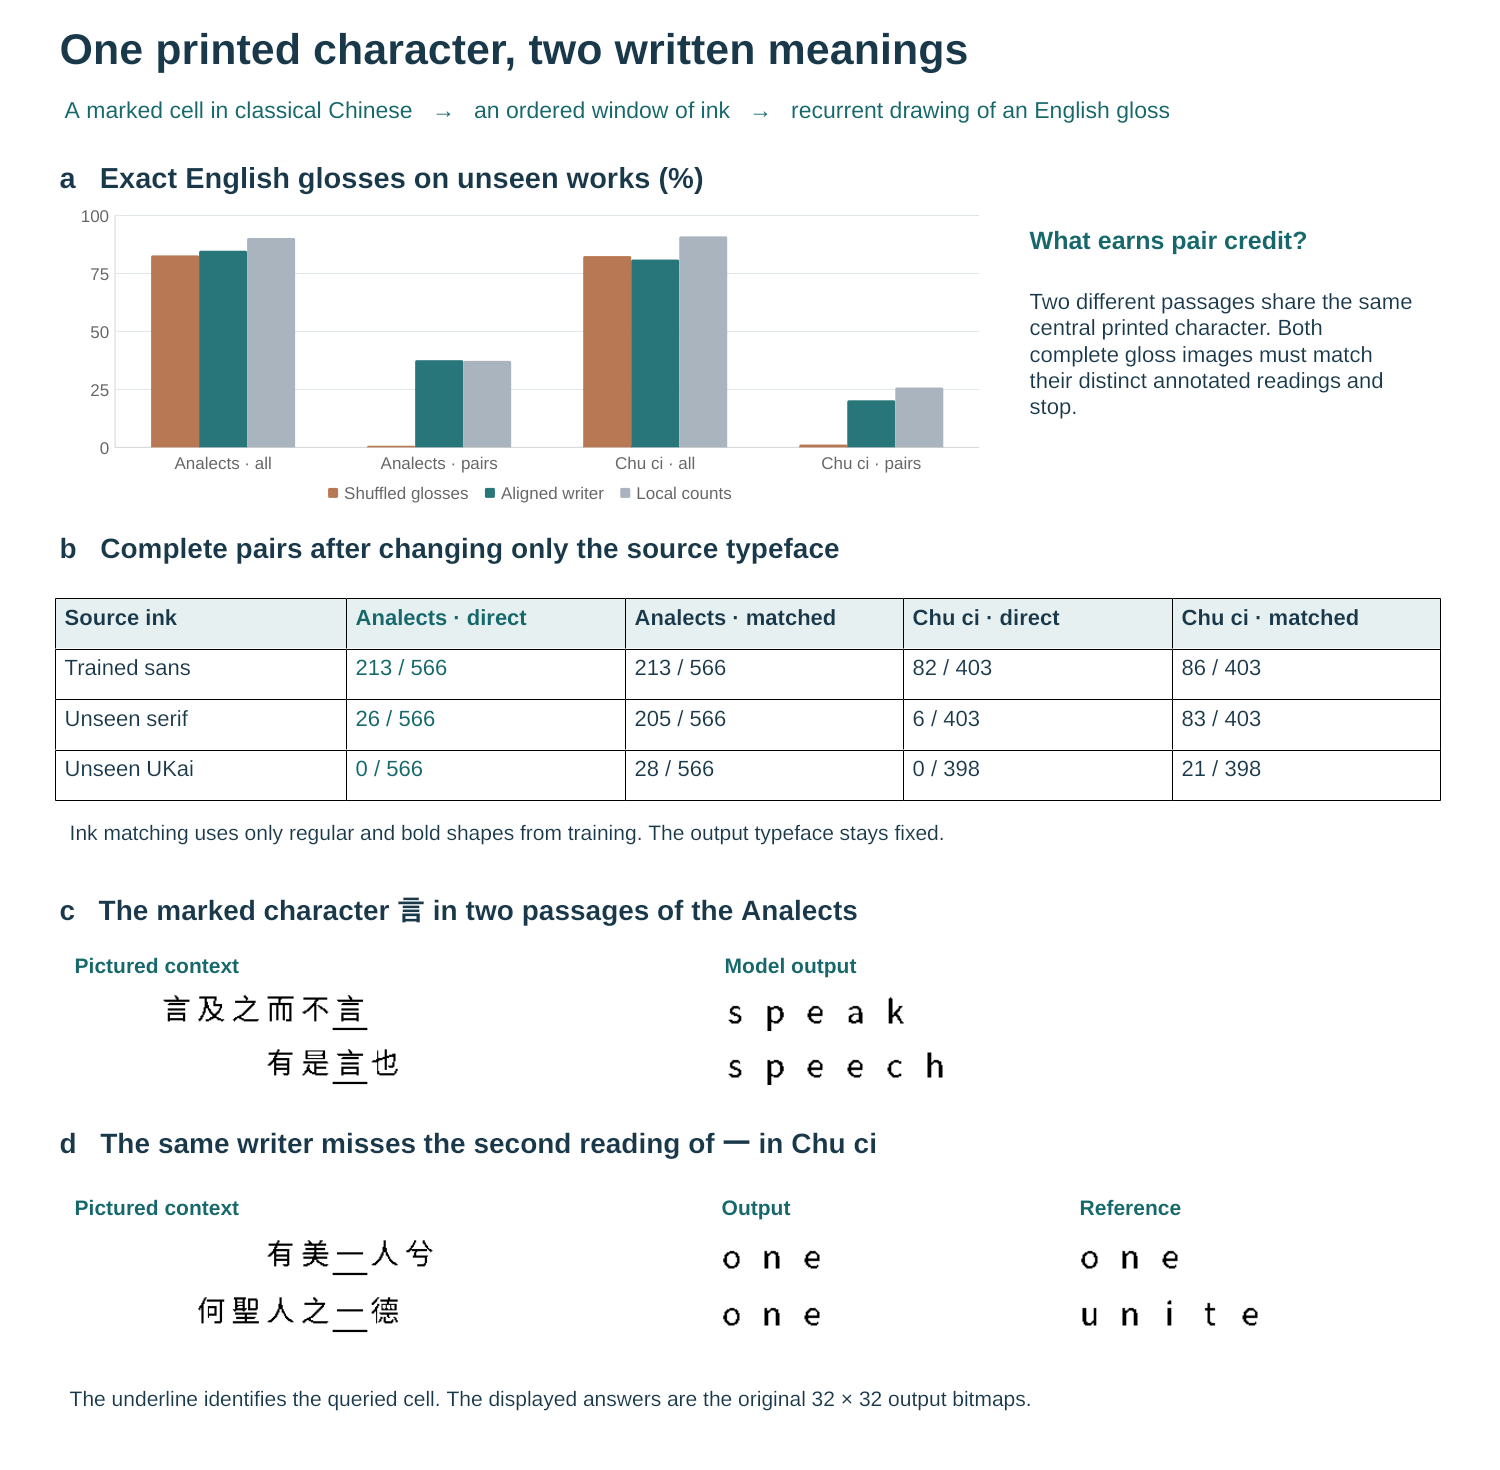 One printed character, two written meanings
A marked cell in classical Chinese → an ordered window of ink → recurrent drawing of an English gloss
a Exact English glosses on unseen works (%)
100
75
50
25
0
Analects · all
Analects · pairs
Chu ci · all
Chu ci · pairs
Shuffled glosses
Aligned writer
Local counts
What earns pair credit?
Two different passages share the same
central printed character. Both
complete gloss images must match
their distinct annotated readings and
stop.
b Complete pairs after changing only the source typeface
Source ink Analects · direct Analects · matched Chu ci · direct Chu ci · matched
Trained sans 213 / 566 213 / 566 82 / 403 86 / 403
Unseen serif 26 / 566 205 / 566 6 / 403 83 / 403
Unseen UKai 0 / 566 28 / 566 0 / 398 21 / 398
Ink matching uses only regular and bold shapes from training. The output typeface stays fixed.
c The marked character 言 in two passages of the Analects
Pictured context Model output
言及之而不言 speak
有是言也 speech
d The same writer misses the second reading of 一 in Chu ci
Pictured context Output Reference
有美一人兮 one one
何聖人之一德 one unite
The underline identifies the queried cell. The displayed answers are the original 32 × 32 output bitmaps.